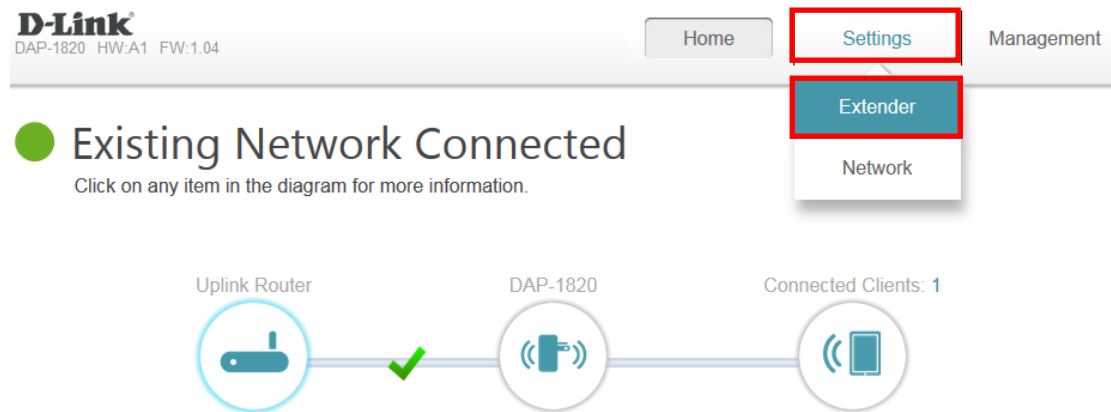 D-Link
DAP-1820 HW:A1 FW:1.04
Home
Settings
Management
Extender
Network
Existing Network Connected
Click on any item in the diagram for more information.
Uplink Router
DAP-1820
Connected Clients: 1